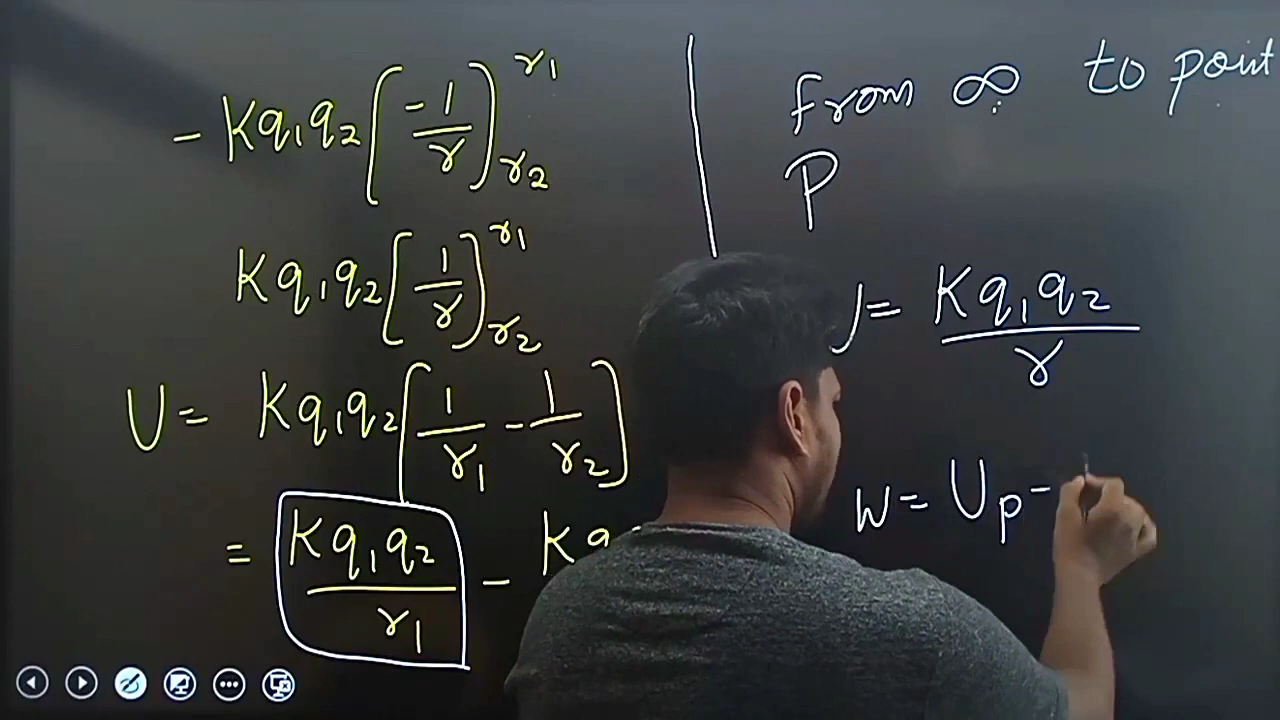 - Kq₁q₂ [-1/r]_{r₂}^{r₁}
Kq₁q₂ [1/r]_{r₂}^{r₁}
U = Kq₁q₂ [1/r₁ - 1/r₂]
= Kq₁q₂/r₁ - Kq
from ∞ to point
P
U = Kq₁q₂/r
W = U_P -